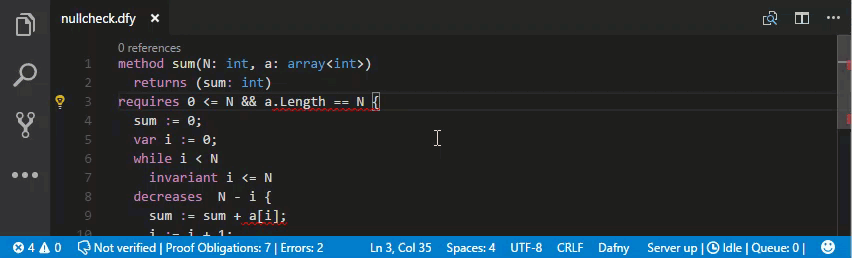 nullcheck.dfy
0 references
1 method sum(N: int, a: array<int>)
2 returns (sum: int)
3 requires 0 <= N && a.Length == N {
4 sum := 0;
5 var i := 0;
6 while i < N
7 invariant i <= N
8 decreases  N - i {
9 sum := sum + a[i];
10 i := i + 1;
4 0 Not verified | Proof Obligations: 7 | Errors: 2 Ln 3, Col 35 Spaces: 4 UTF-8 CRLF Dafny Server up | Idle | Queue: 0 |